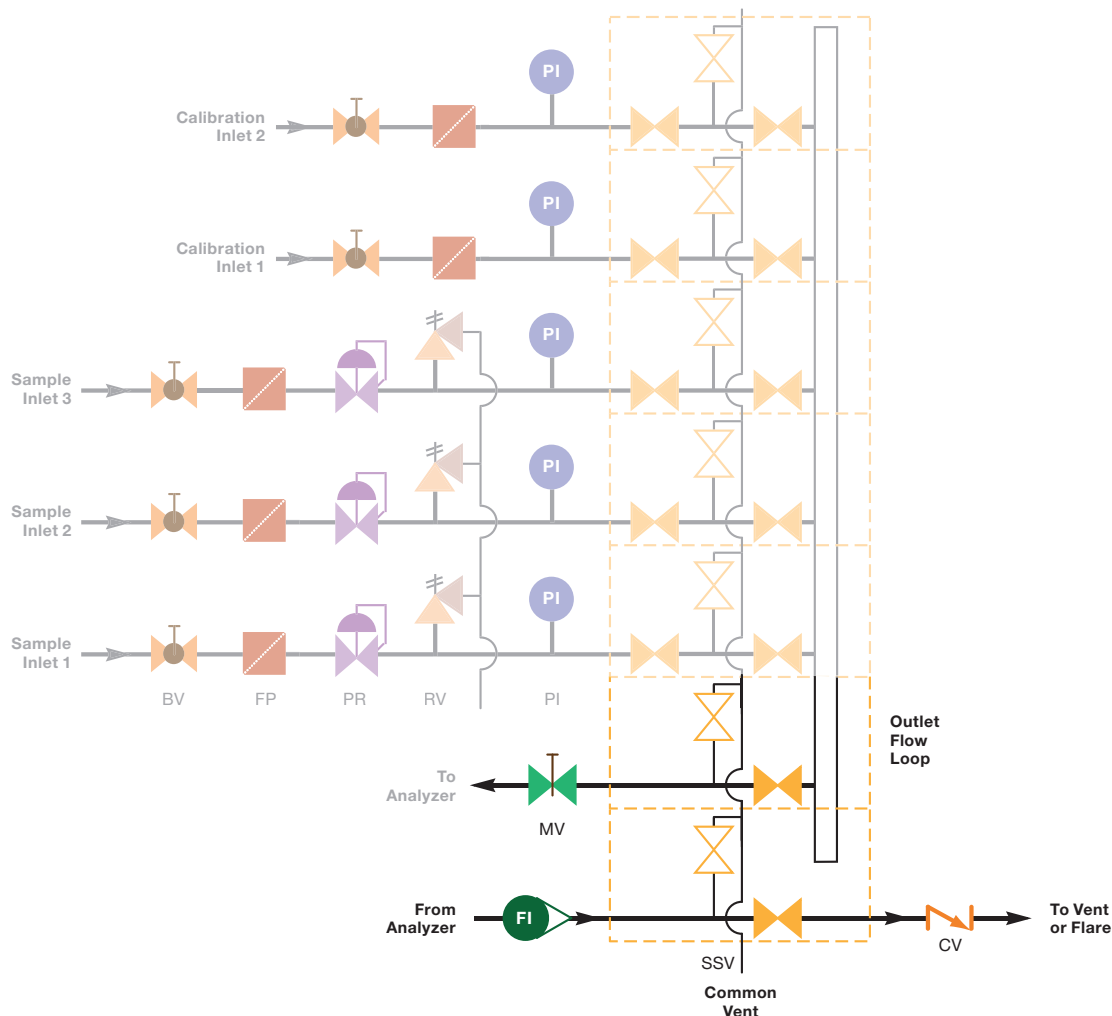 PI
Calibration
Inlet 2
PI
Calibration
Inlet 1
PI
Sample
Inlet 3
PI
Sample
Inlet 2
PI
Sample
Inlet 1
BV
FP
PR
RV
PI
Outlet
Flow
Loop
To
Analyzer
MV
From
Analyzer
FI
To Vent
or Flare
CV
SSV
Common
Vent